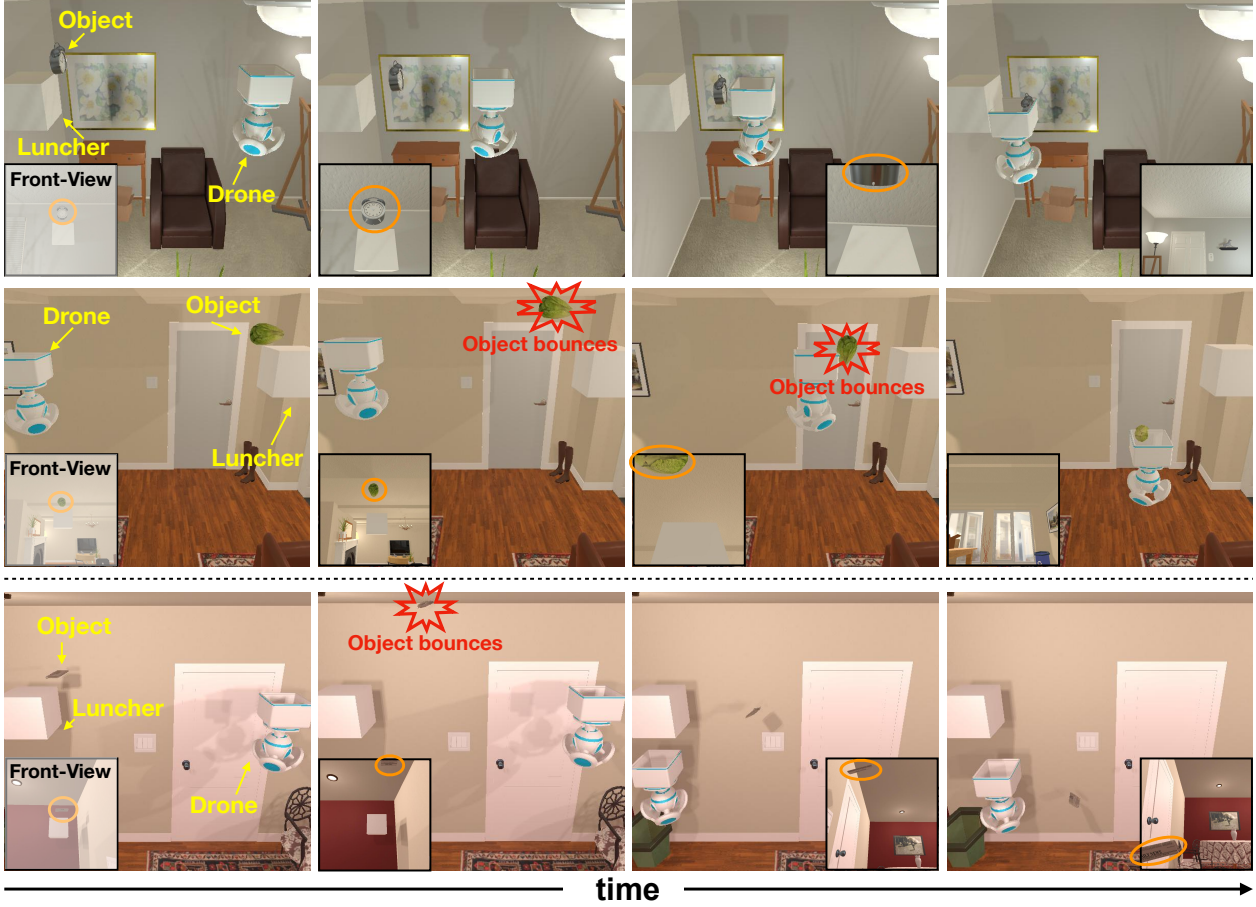 Object
Luncher
Drone
Front-View
Drone
Object
Object bounces
Object bounces
Luncher
Front-View
Object
Object bounces
Luncher
Front-View
Drone
time